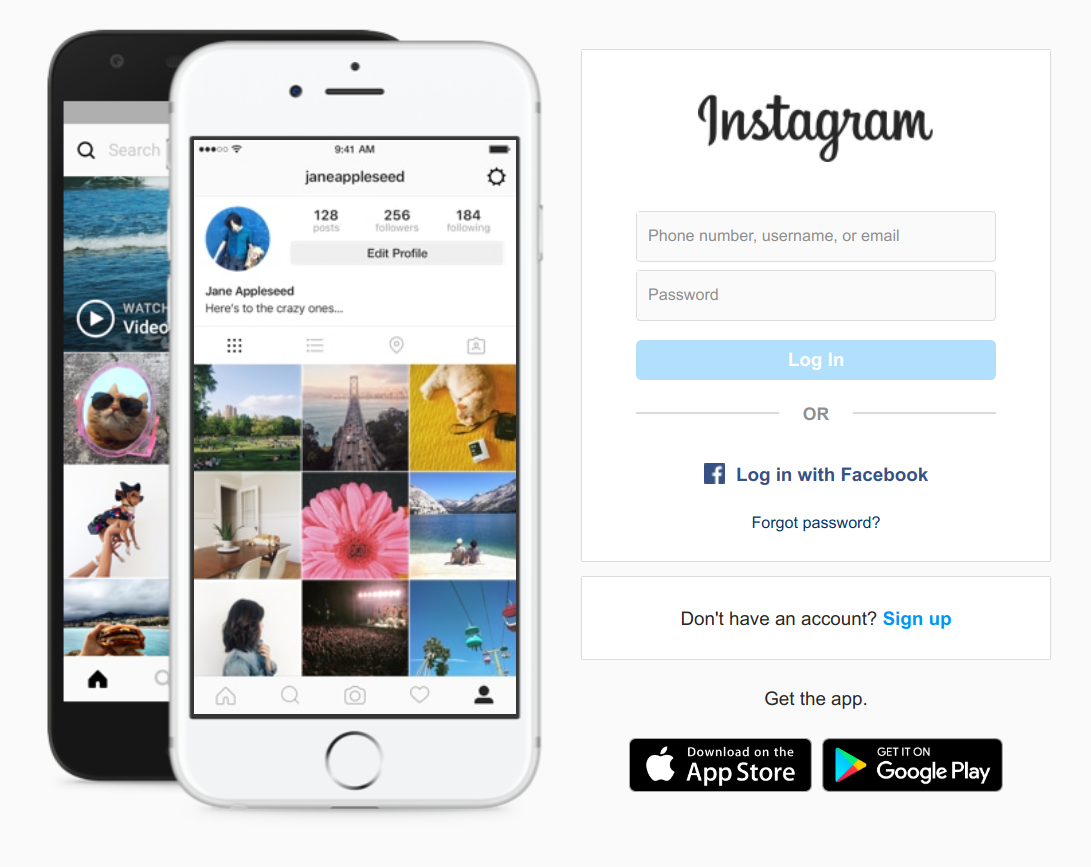 Search
WATCH
Video
9:41 AM
janeappleseed
128 256 184
posts followers following
Edit Profile
Jane Appleseed
Here's to the crazy ones...
Instagram
Phone number, username, or email
Password
Log In
OR
Log in with Facebook
Forgot password?
Don't have an account? Sign up
Get the app.
Download on the
App Store
GET IT ON
Google Play